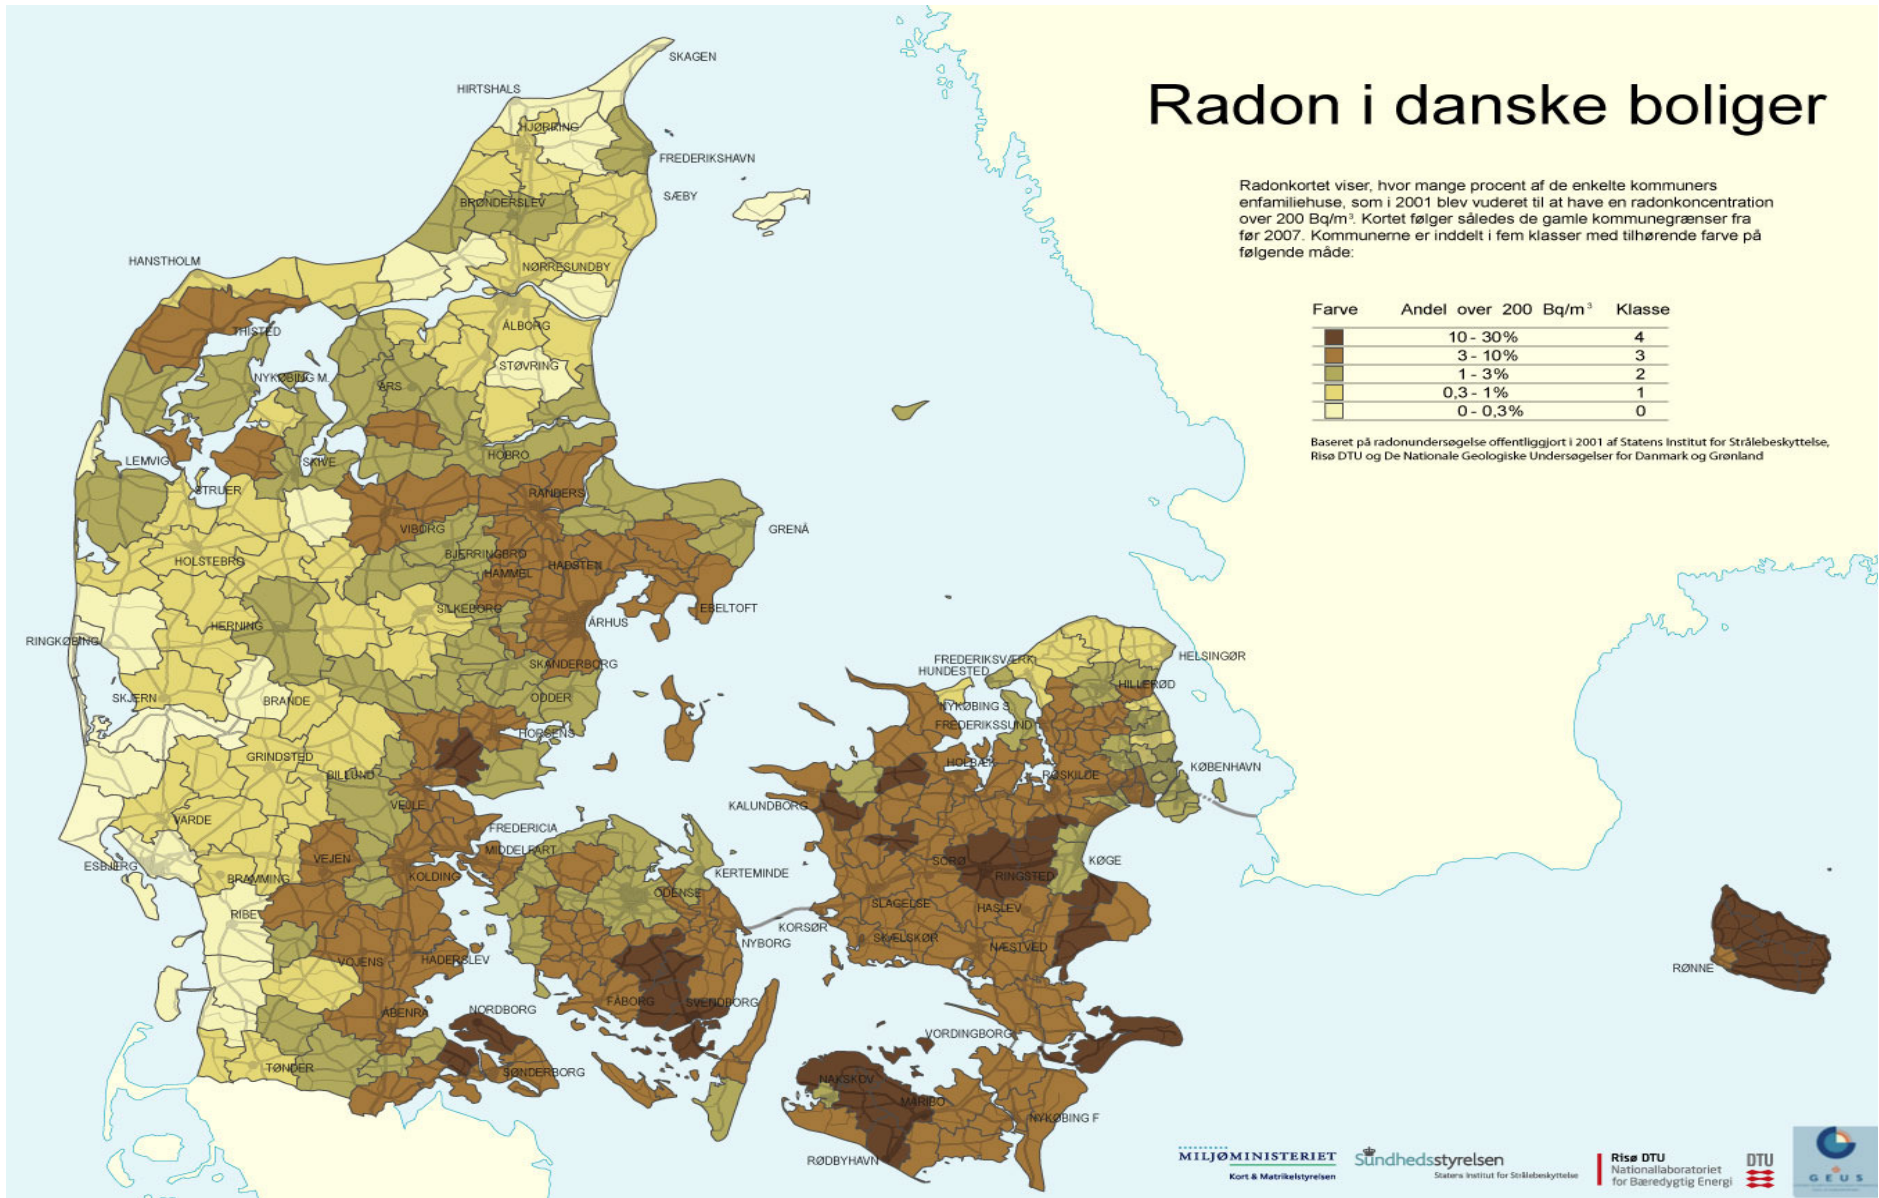 Radon i danske boliger
Radonkortet viser, hvor mange procent af de enkelte kommuners
enfamiliehuse, som i 2001 blev vuderet til at have en radonkoncentration
over 200 Bq/m³. Kortet følger således de gamle kommunegrænser fra
før 2007. Kommunerne er inddelt i fem klasser med tilhørende farve på
følgende måde:
Farve Andel over 200 Bq/m³ Klasse
10 - 30% 4
3 - 10% 3
1 - 3% 2
0,3 - 1% 1
0 - 0,3% 0
Baseret på radonundersøgelse offentliggjort i 2001 af Statens Institut for Strålebeskyttelse,
Risø DTU og De Nationale Geologiske Undersøgelser for Danmark og Grønland
SKAGEN
HIRTSHALS
HJØRRING
FREDERIKSHAVN
SÆBY
BRØNDERSLEV
HANSTHOLM
NØRRESUNDBY
THISTED
ÅLBORG
STØVRING
NYKØBING M.
ÅRS
LEMVIG
SKIVE
HOBRO
STRUER
RANDERS
VIBORG
GRENÅ
BJERRINGBRO
HOLSTEBRO
HAMMEL
HADSTEN
SILKEBORG
EBELTOFT
HERNING
ÅRHUS
RINGKØBING
SKANDERBORG
SKJERN
BRANDE
ODDER
HORSENS
GRINDSTED
BILLUND
VEJLE
VARDE
FREDERICIA
MIDDELFART
ESBJERG
VEJEN
BRAMMING
KOLDING
KERTEMINDE
ODENSE
RIBE
NYBORG
VOJENS
HADERSLEV
FÅBORG
SVENDBORG
NORDBORG
ÅBENRÅ
TØNDER
SØNDERBORG
FREDERIKSVÆRK
HELSINGØR
HUNDESTED
HILLERØD
NYKØBING S
FREDERIKSSUND
HOLBÆK
ROSKILDE
KØBENHAVN
KALUNDBORG
SORØ
KØGE
RINGSTED
SLAGELSE
HASLEV
KORSØR
SKÆLSKØR
NÆSTVED
VORDINGBORG
NAKSKOV
MARIBO
NYKØBING F
RØDBYHAVN
RØNNE
MILJØMINISTERIET
Kort & Matrikelstyrelsen
Sundhedsstyrelsen
Statens Institut for Strålebeskyttelse
Risø DTU
Nationallaboratoriet
for Bæredygtig Energi
DTU
GEUS